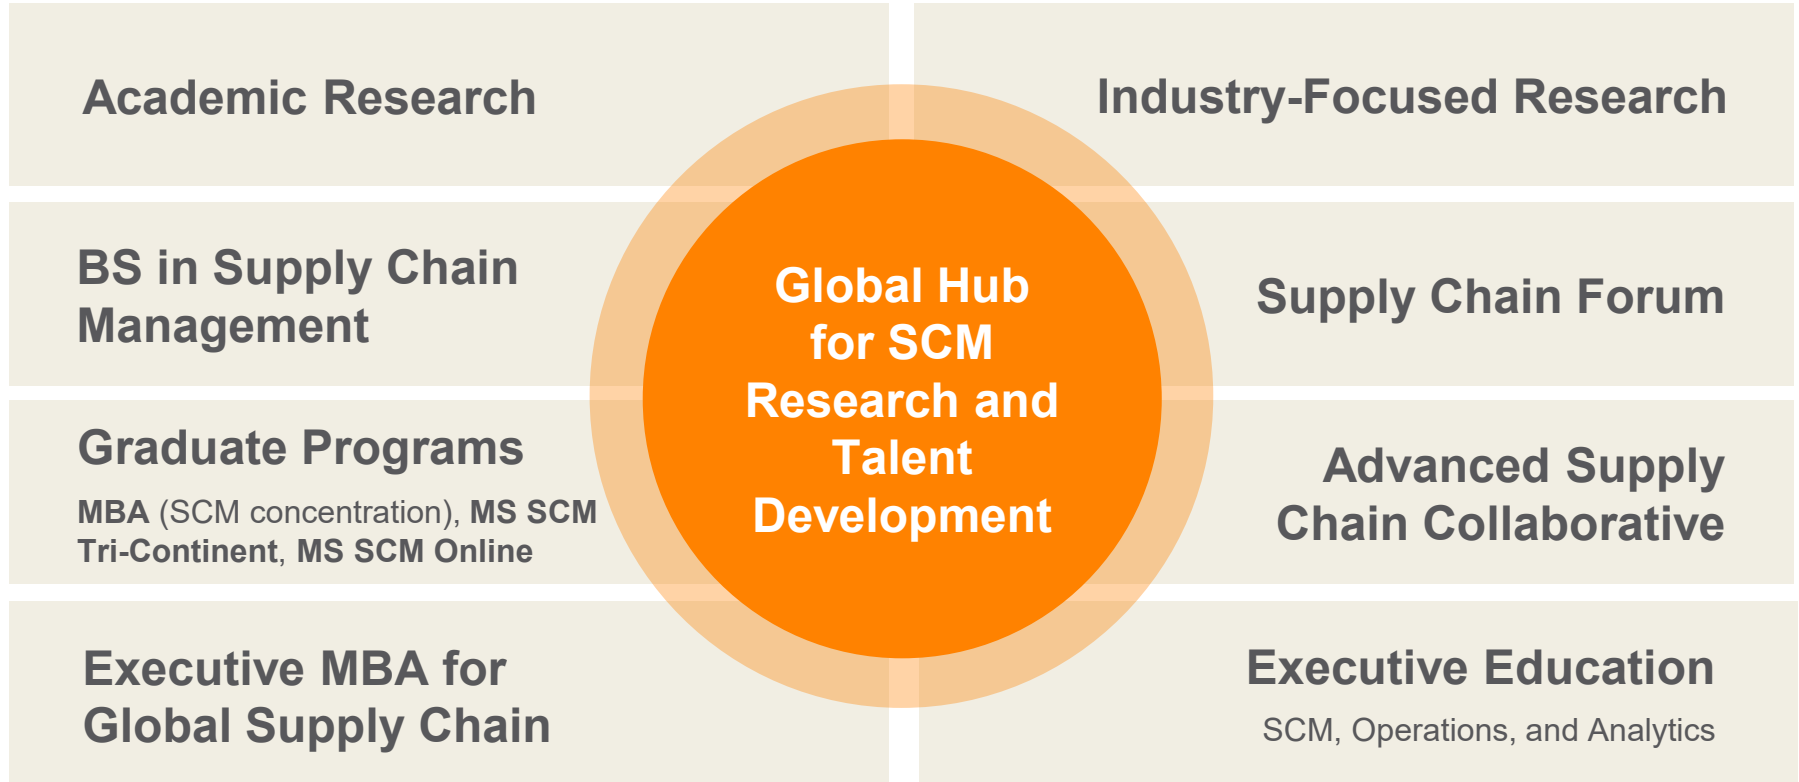 Academic Research
Industry-Focused Research
BS in Supply Chain
Management
Supply Chain Forum
Graduate Programs
MBA (SCM concentration), MS SCM
Tri-Continent, MS SCM Online
Advanced Supply
Chain Collaborative
Executive MBA for
Global Supply Chain
Executive Education
SCM, Operations, and Analytics
Global Hub
for SCM
Research and
Talent
Development